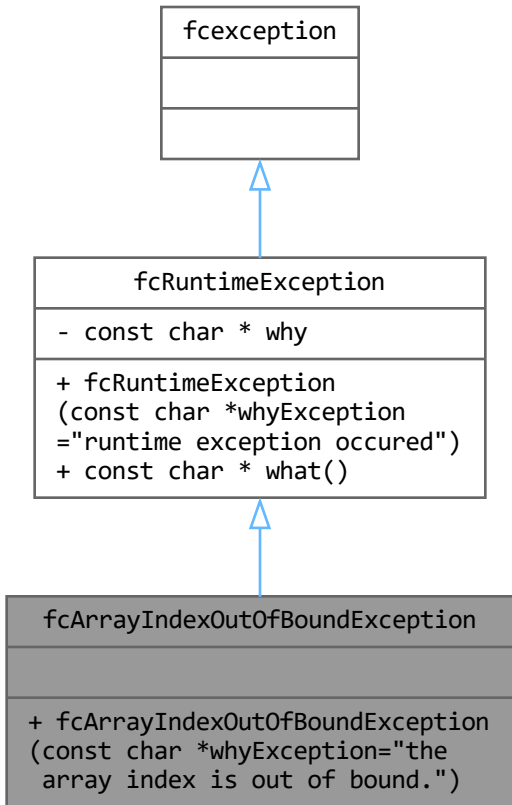 fcexception
fcRuntimeException
- const char * why
+ fcRuntimeException
(const char *whyException
="runtime exception occured")
+ const char * what()
fcArrayIndexOutOfBoundException
+ fcArrayIndexOutOfBoundException
(const char *whyException="the
 array index is out of bound.")